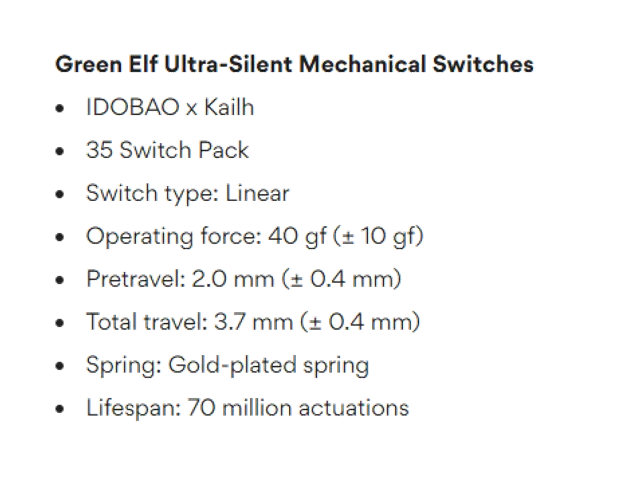 Green Elf Ultra-Silent Mechanical Switches
• IDOBAO x Kailh
• 35 Switch Pack
• Switch type: Linear
• Operating force: 40 gf (± 10 gf)
• Pretravel: 2.0 mm (± 0.4 mm)
• Total travel: 3.7 mm (± 0.4 mm)
• Spring: Gold-plated spring
• Lifespan: 70 million actuations